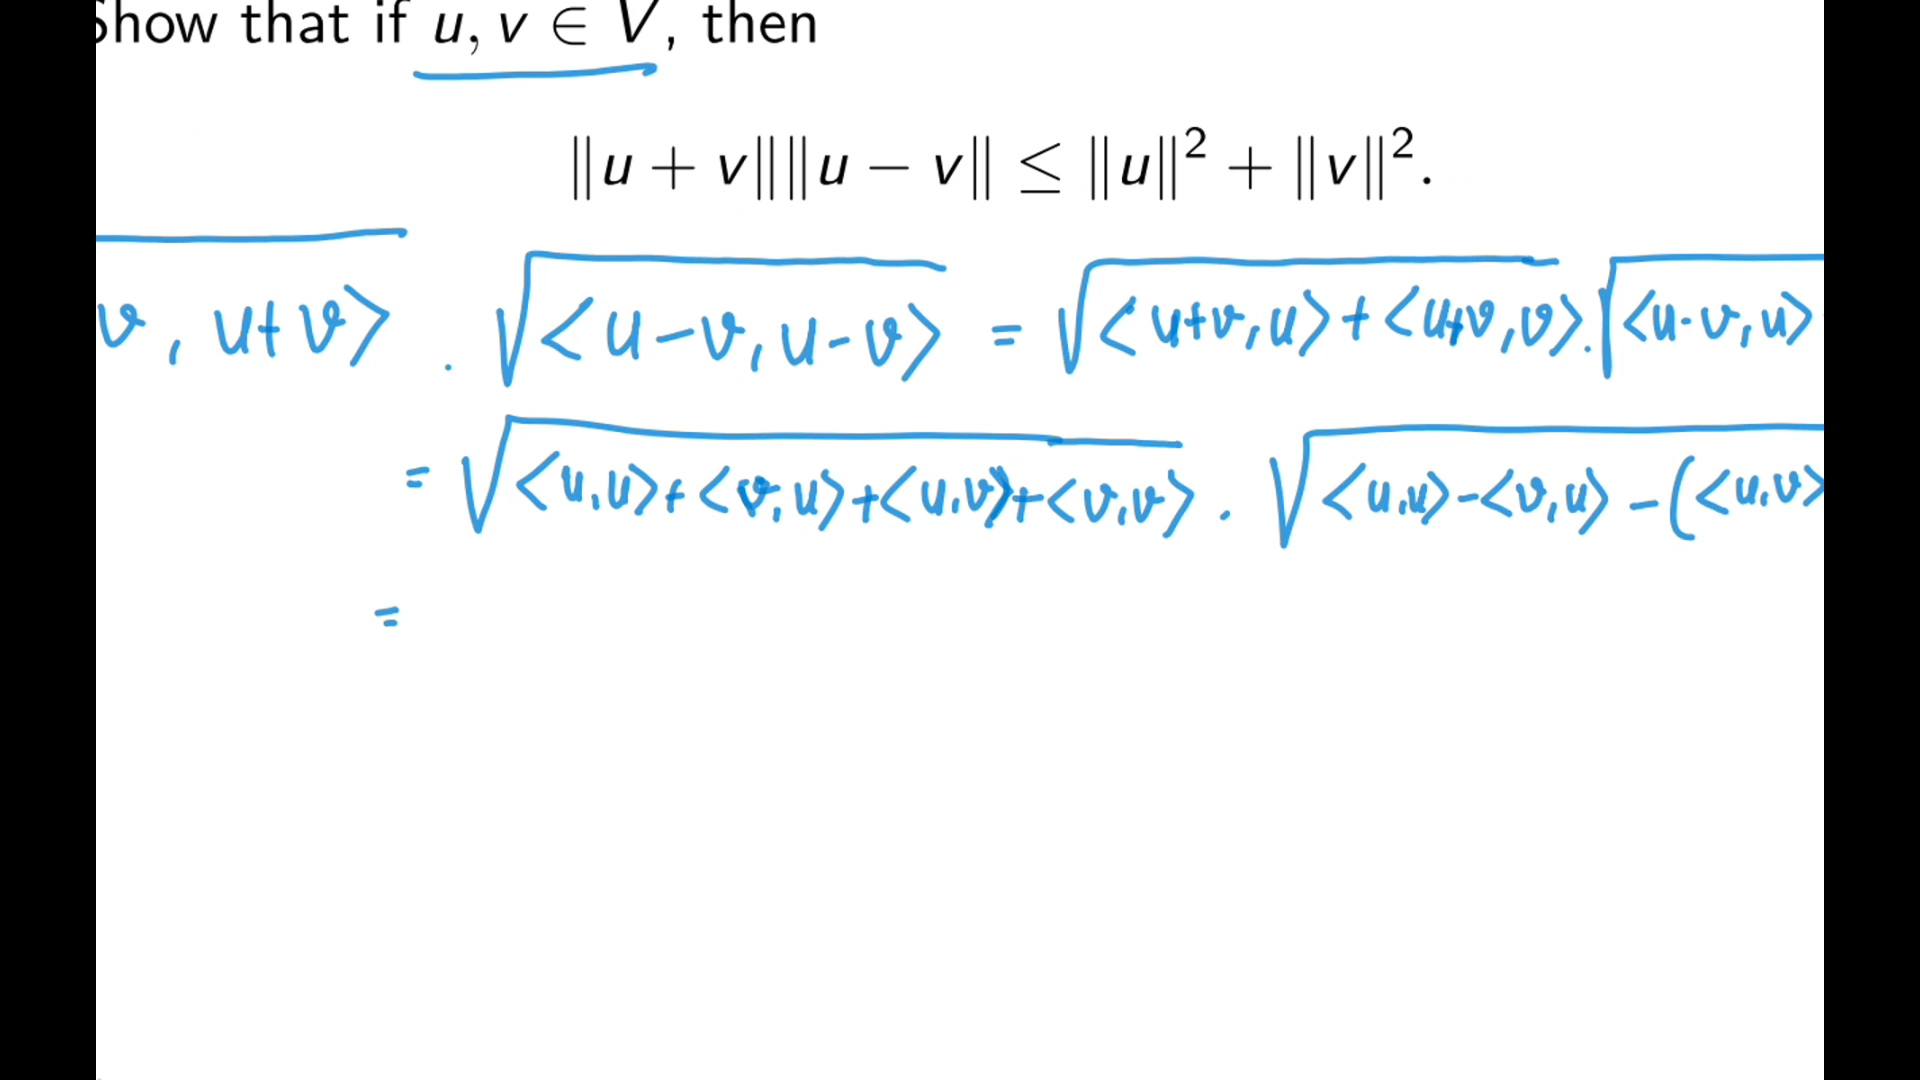 Show that if u, v ∈ V, then
‖u + v‖‖u − v‖ ≤ ‖u‖² + ‖v‖².
v, u+v⟩ · √⟨u−v, u−v⟩ = √⟨u+v, u⟩+⟨u+v, v⟩ · √⟨u-v, u⟩
= √⟨u,u⟩+⟨v,u⟩+⟨u,v⟩+⟨v,v⟩ · √⟨u,u⟩-⟨v,u⟩ -(⟨u,v⟩
=